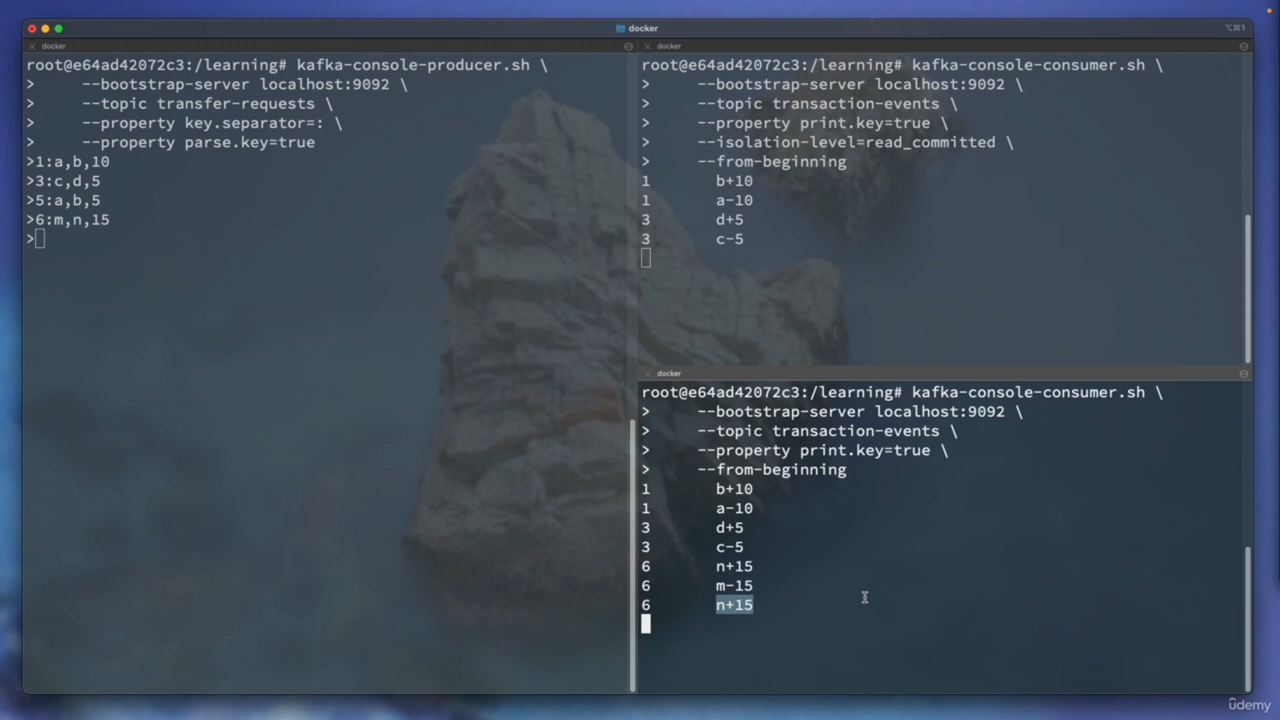 docker
⌥⌘1
docker
root@e64ad42072c3:/learning# kafka-console-producer.sh \
> --bootstrap-server localhost:9092 \
> --topic transfer-requests \
> --property key.separator=: \
> --property parse.key=true
>1:a,b,10
>3:c,d,5
>5:a,b,5
>6:m,n,15
>
docker
root@e64ad42072c3:/learning# kafka-console-consumer.sh \
> --bootstrap-server localhost:9092 \
> --topic transaction-events \
> --property print.key=true \
> --isolation-level=read_committed \
> --from-beginning
1 b+10
1 a-10
3 d+5
3 c-5
docker
root@e64ad42072c3:/learning# kafka-console-consumer.sh \
> --bootstrap-server localhost:9092 \
> --topic transaction-events \
> --property print.key=true \
> --from-beginning
1 b+10
1 a-10
3 d+5
3 c-5
6 n+15
6 m-15
6 n+15
ûdemy